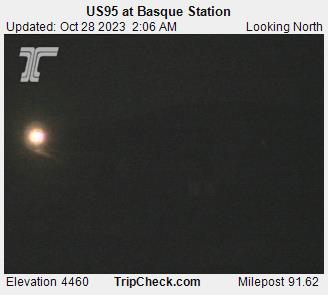 US95 at Basque Station
Updated: Oct 28 2023 2:06 AM Looking North
Elevation 4460 TripCheck.com Milepost 91.62